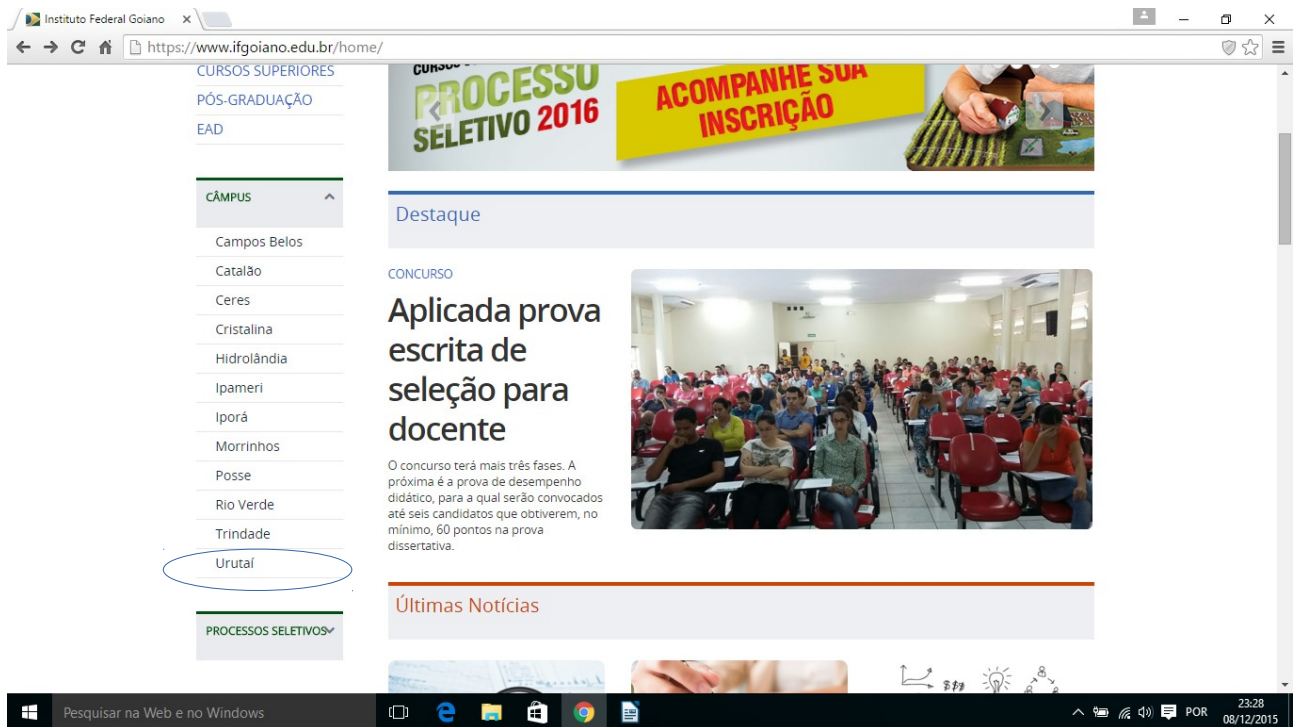 Instituto Federal Goiano
https://www.ifgoiano.edu.br/home/
CURSOS SUPERIORES
PÓS-GRADUAÇÃO
EAD
PROCESSO
SELETIVO 2016
ACOMPANHE SUA
INSCRIÇÃO
CÂMPUS
Campos Belos
Catalão
Ceres
Cristalina
Hidrolândia
Ipameri
Iporá
Morrinhos
Posse
Rio Verde
Trindade
Urutaí
PROCESSOS SELETIVOS
Destaque
CONCURSO
Aplicada prova
escrita de
seleção para
docente
O concurso terá mais três fases. A
próxima é a prova de desempenho
didático, para a qual serão convocados
até seis candidatos que obtiverem, no
mínimo, 60 pontos na prova
dissertativa.
Últimas Notícias
$$$
Pesquisar na Web e no Windows
POR
23:28
08/12/2015